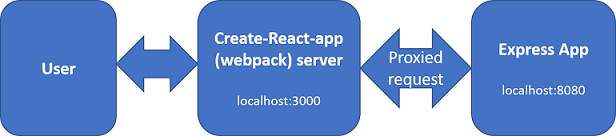 User
Create-React-app
(webpack) server
localhost:3000
Proxied
request
Express App
localhost:8080